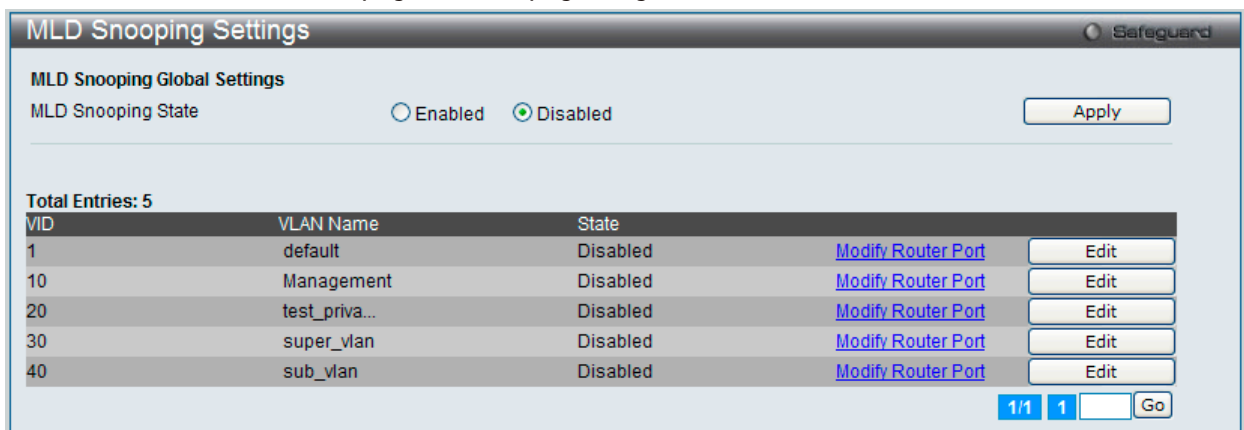 MLD Snooping Settings Safeguard
MLD Snooping Global Settings
MLD Snooping State Enabled Disabled Apply
Total Entries: 5
VID VLAN Name State
1 default Disabled Modify Router Port Edit
10 Management Disabled Modify Router Port Edit
20 test_priva... Disabled Modify Router Port Edit
30 super_vlan Disabled Modify Router Port Edit
40 sub_vlan Disabled Modify Router Port Edit
1/1 1 Go